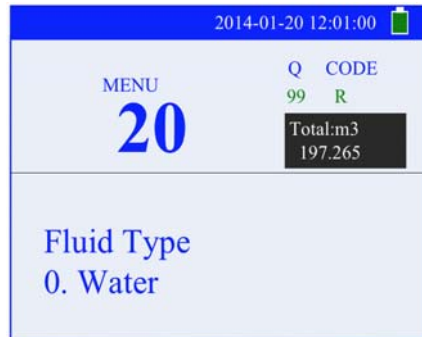 2014-01-20 12:01:00
MENU
20
Q CODE
99 R
Total:m3
197.265
Fluid Type
0. Water